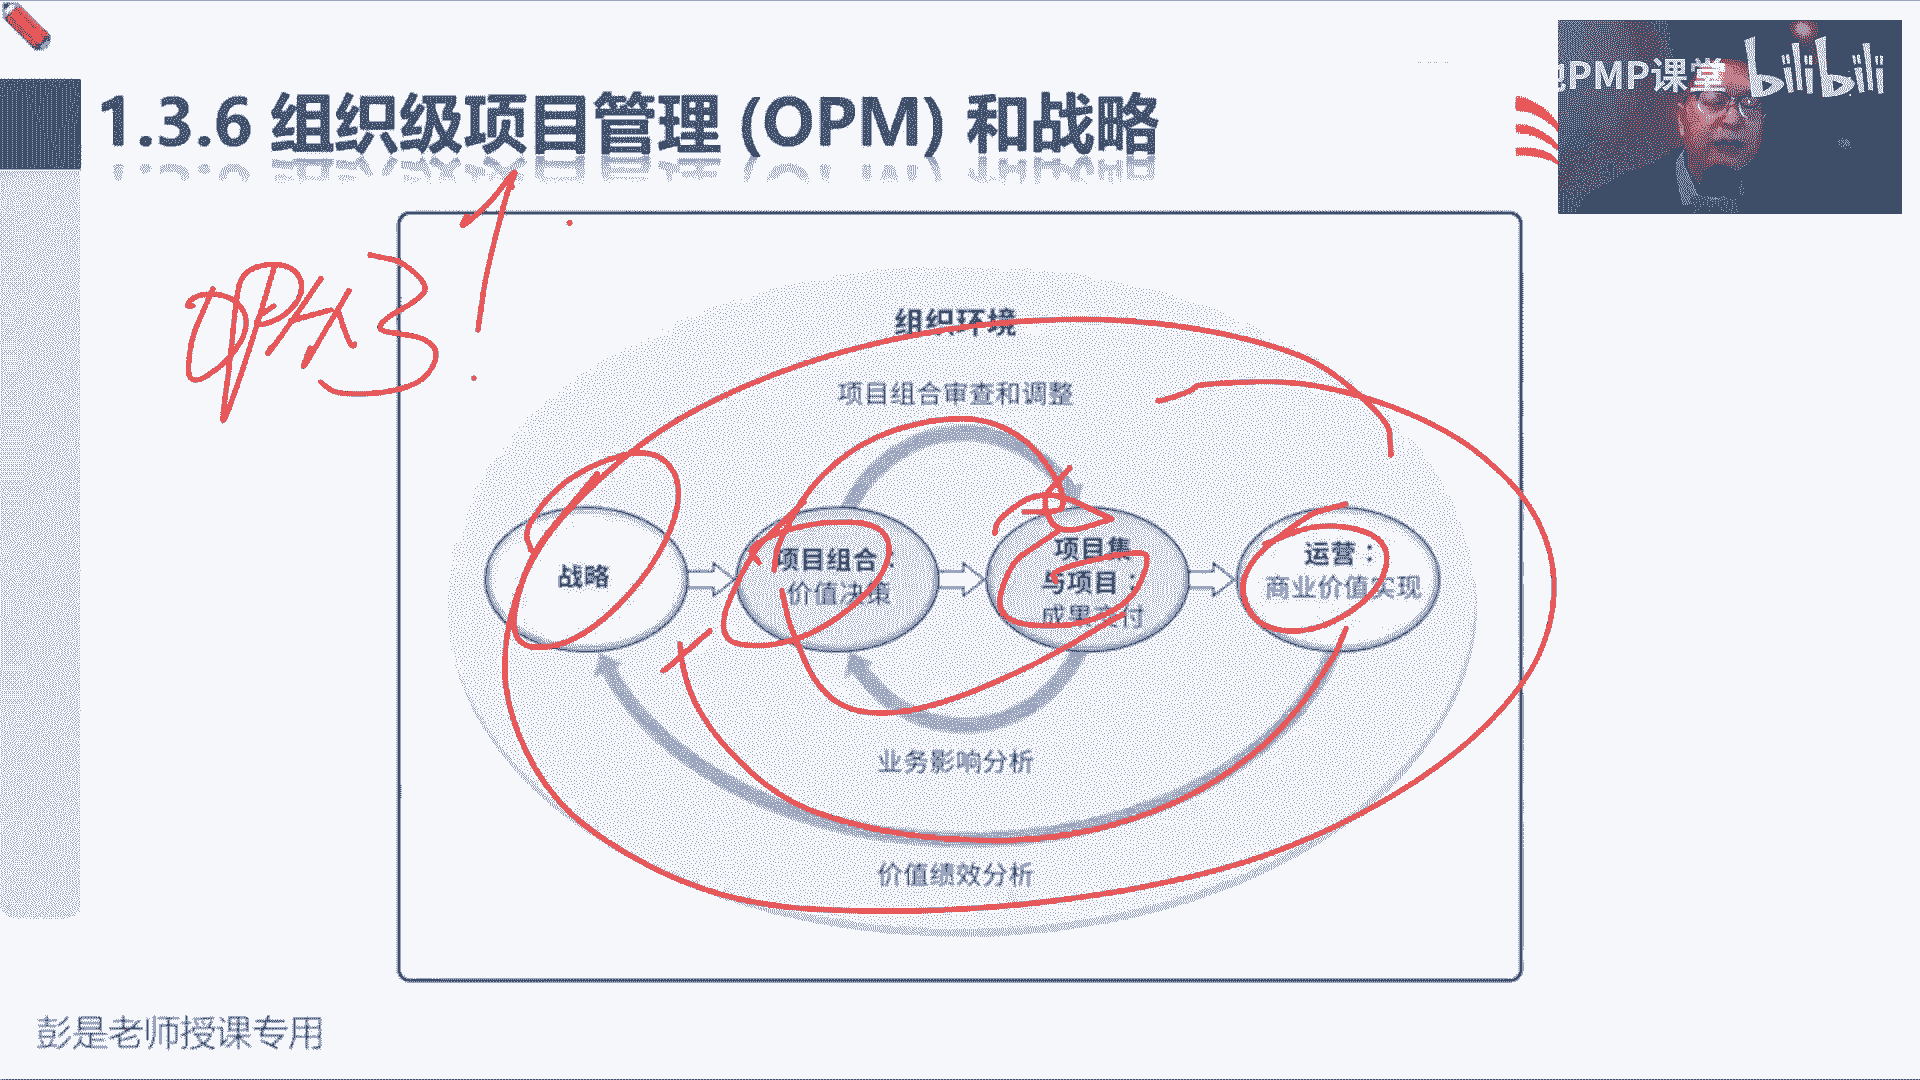 PMP课堂 bilibili
1.3.6 组织级项目管理 (OPM) 和战略
OPM3
组织环境
项目组合审查和调整
战略
项目组合：
价值决策
项目集
与项目：
成果交付
运营：
商业价值实现
业务影响分析
价值绩效分析
彭是老师授课专用